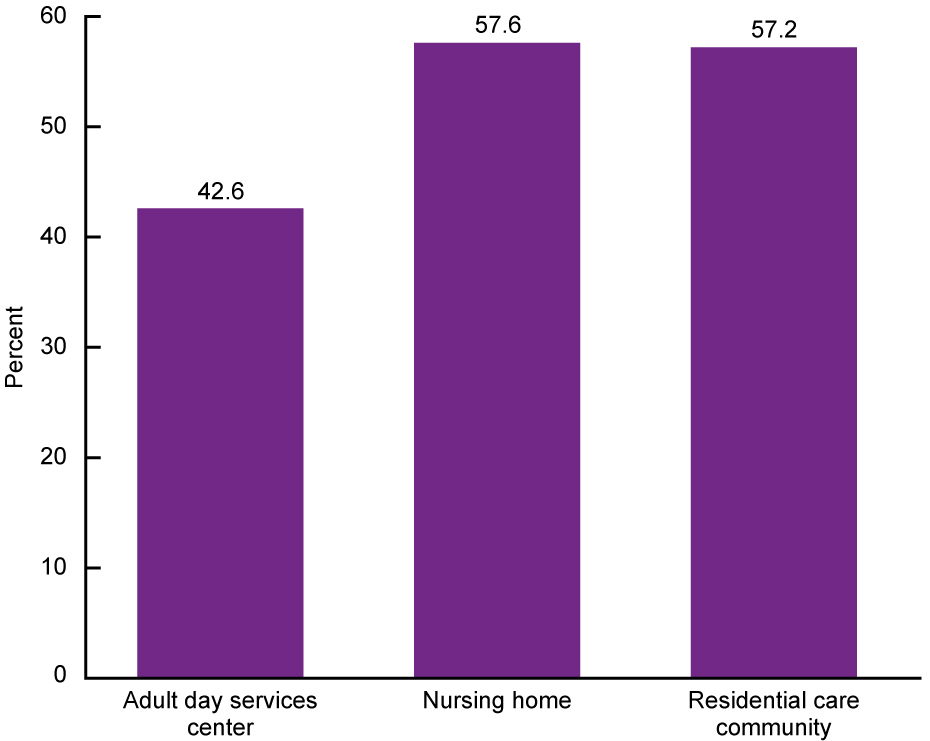 60
50
40
30
20
10
0
Percent
42.6
57.6
57.2
Adult day services
center
Nursing home
Residential care
community